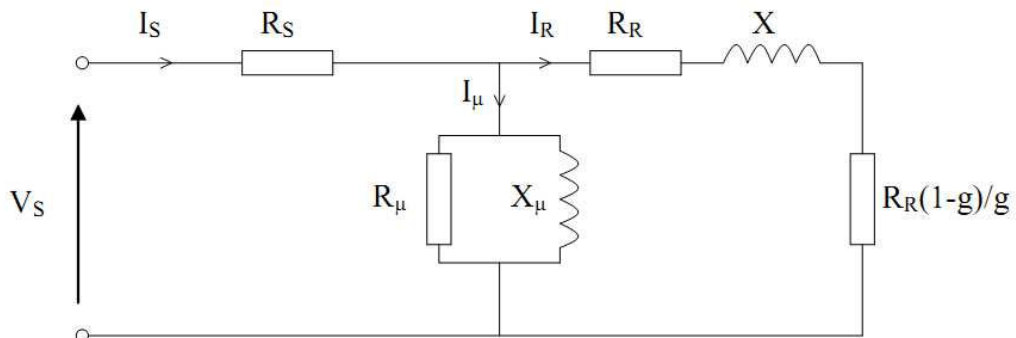 I_S
R_S
I_R
R_R
X
I_μ
V_S
R_μ
X_μ
R_R(1-g)/g